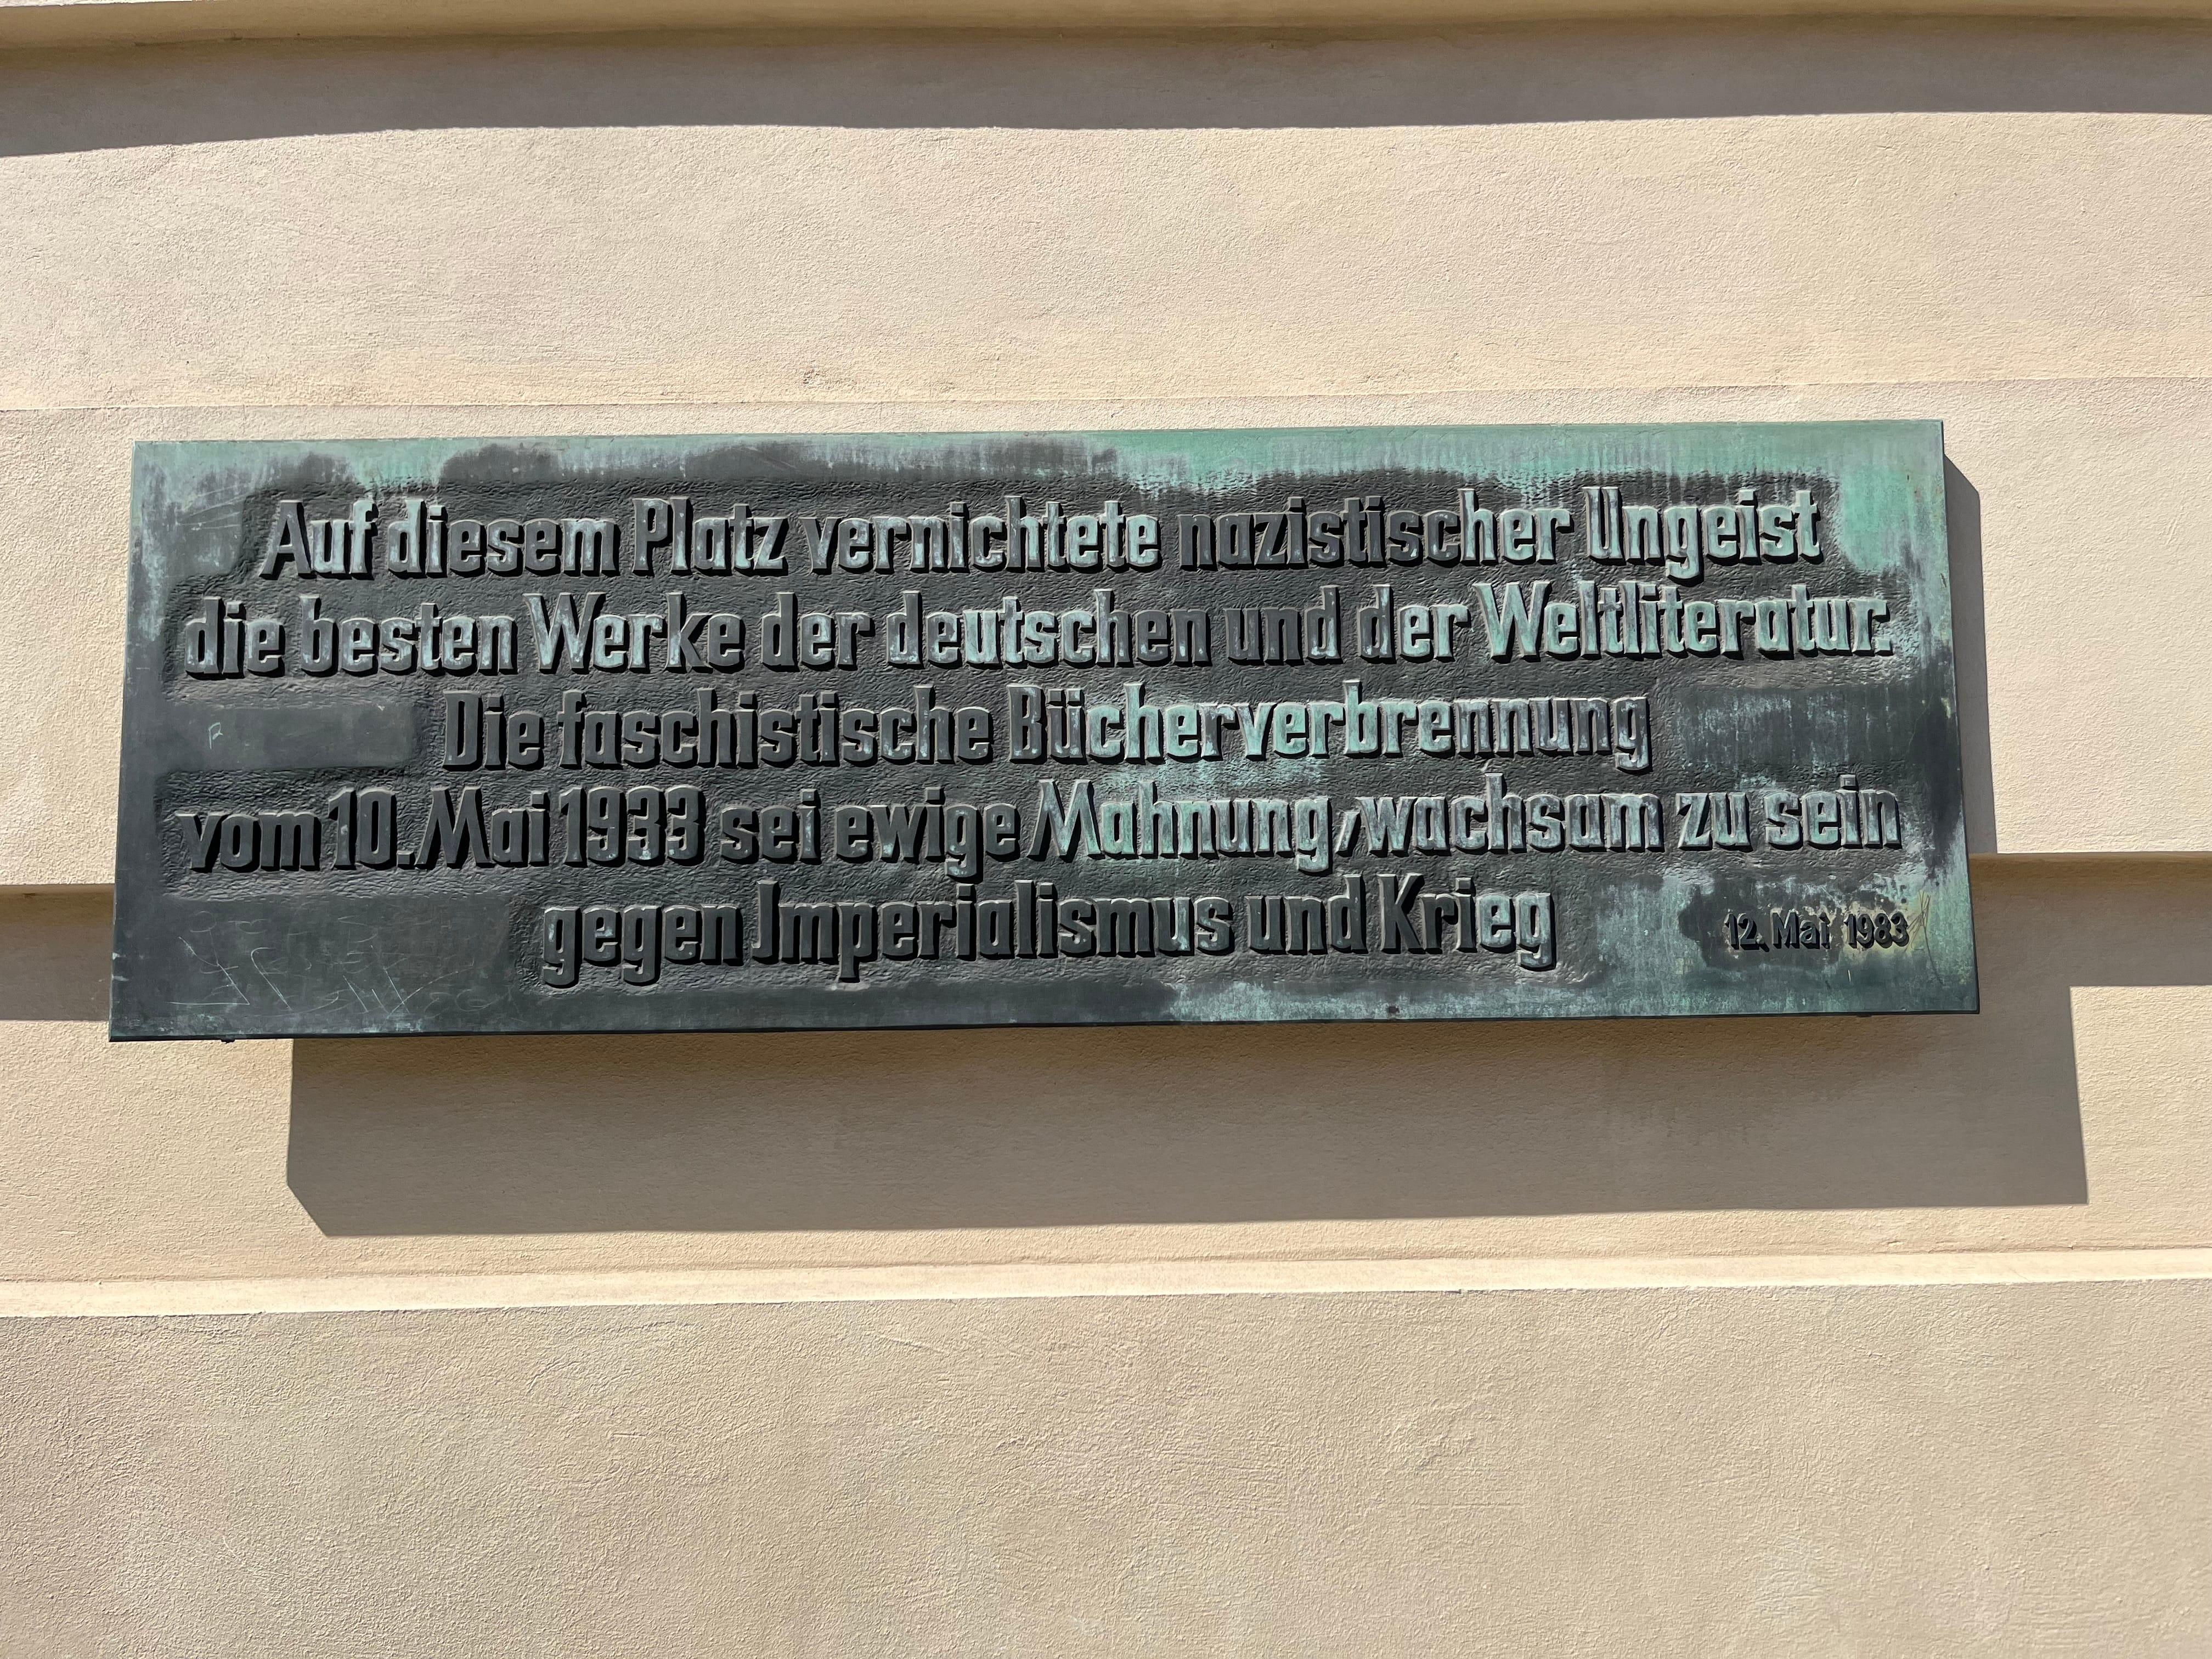 Auf diesem Platz vernichtete nazistischer Ungeist
die besten Werke der deutschen und der Weltliteratur.
Die faschistische Bücherverbrennung
vom 10. Mai 1933 sei ewige Mahnung, wachsam zu sein
gegen Imperialismus und Krieg
12. Mai 1983